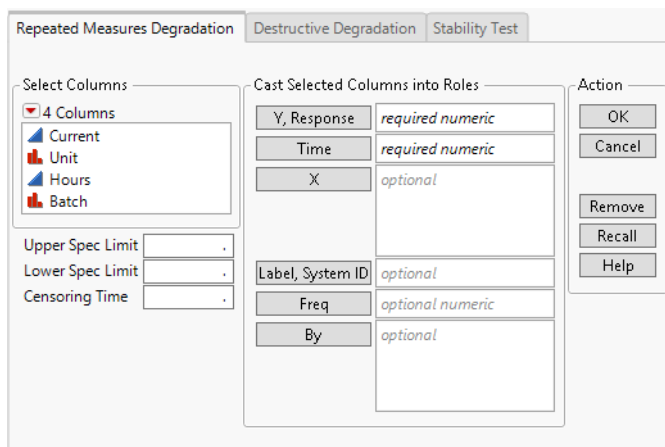 Repeated Measures Degradation Destructive Degradation Stability Test
Select Columns
4 Columns
Current
Unit
Hours
Batch
Upper Spec Limit .
Lower Spec Limit .
Censoring Time .
Cast Selected Columns into Roles
Y, Response required numeric
Time required numeric
X optional
Label, System ID optional
Freq optional numeric
By optional
Action
OK
Cancel
Remove
Recall
Help